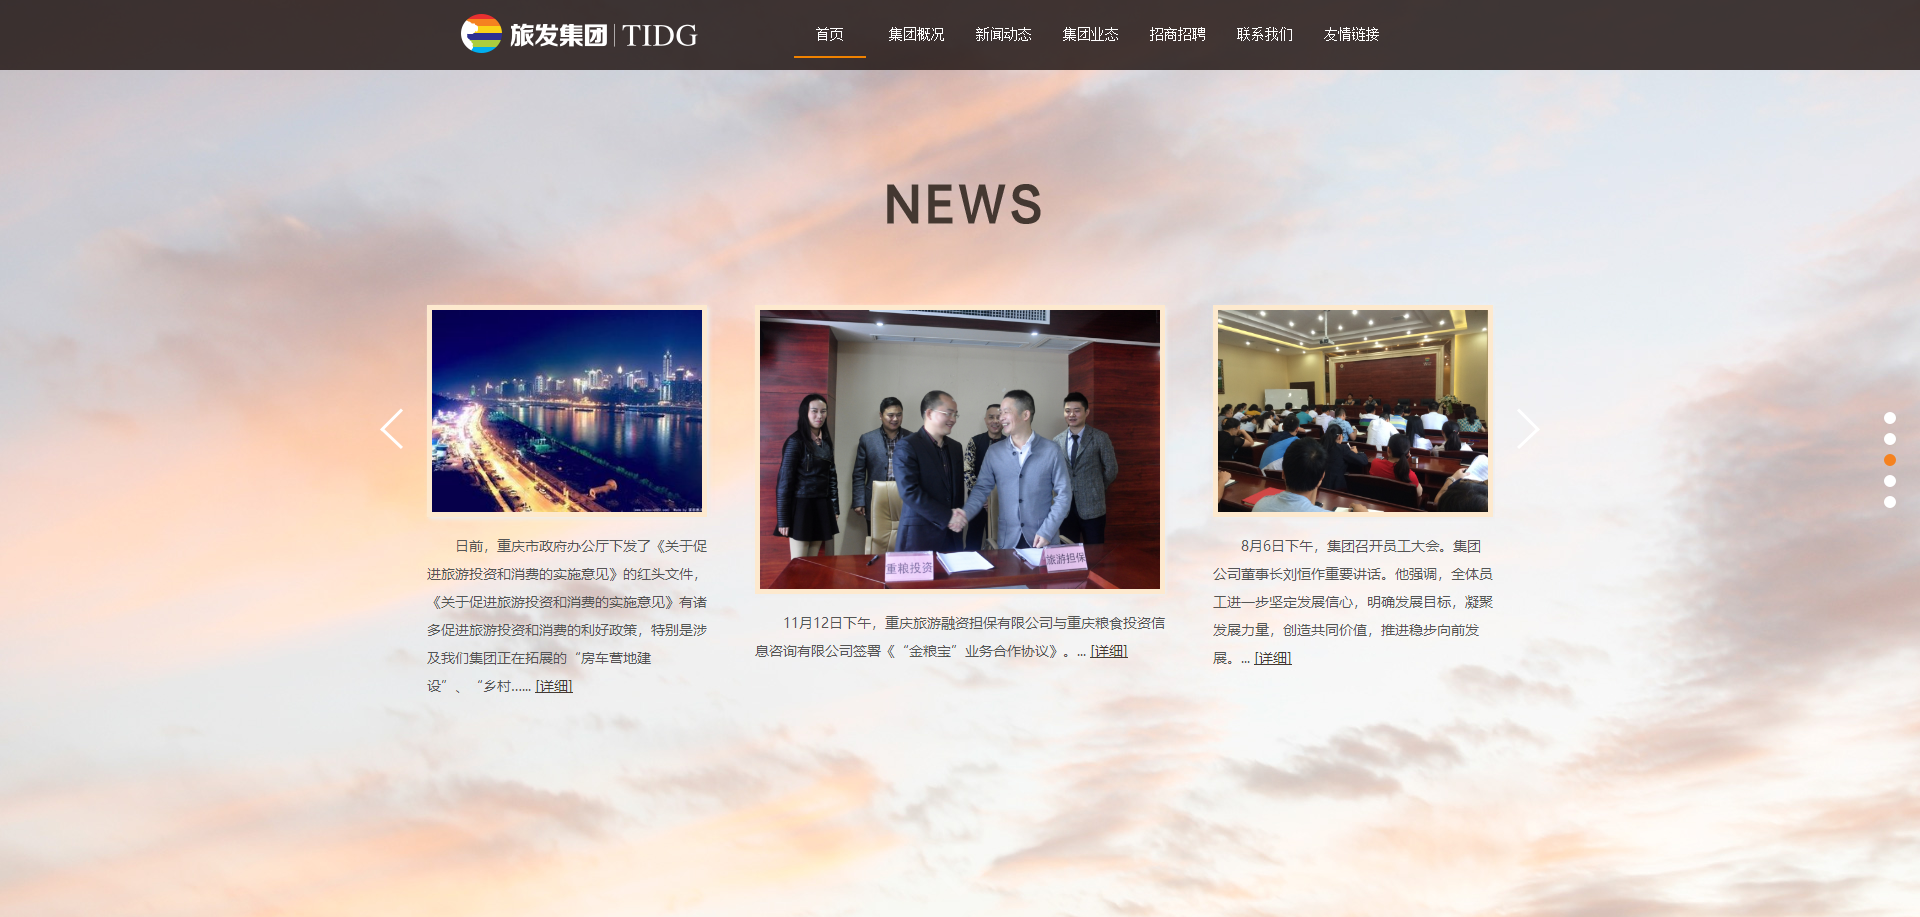 旅发集团 TIDG
首页 集团概况 新闻动态 集团业态 招商招聘 联系我们 友情链接
NEWS
重粮投资
旅游担保
日前，重庆市政府办公厅下发了《关于促
进旅游投资和消费的实施意见》的红头文件，
《关于促进旅游投资和消费的实施意见》有诸
多促进旅游投资和消费的利好政策，特别是涉
及我们集团正在拓展的“房车营地建
设”、“乡村...... [详细]
11月12日下午，重庆旅游融资担保有限公司与重庆粮食投资信
息咨询有限公司签署《“金粮宝”业务合作协议》。... [详细]
8月6日下午，集团召开员工大会。集团
公司董事长刘恒作重要讲话。他强调，全体员
工进一步坚定发展信心，明确发展目标，凝聚
发展力量，创造共同价值，推进稳步向前发
展。... [详细]